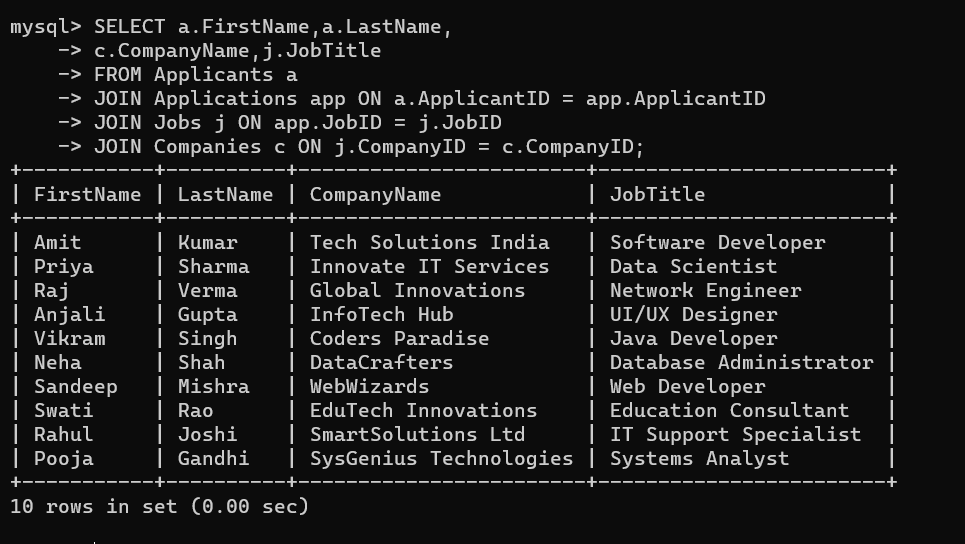 mysql> SELECT a.FirstName,a.LastName,
    -> c.CompanyName,j.JobTitle
    -> FROM Applicants a
    -> JOIN Applications app ON a.ApplicantID = app.ApplicantID
    -> JOIN Jobs j ON app.JobID = j.JobID
    -> JOIN Companies c ON j.CompanyID = c.CompanyID;
+-----------+----------+------------------------+------------------------+
| FirstName | LastName | CompanyName            | JobTitle               |
+-----------+----------+------------------------+------------------------+
| Amit      | Kumar    | Tech Solutions India   | Software Developer     |
| Priya     | Sharma   | Innovate IT Services   | Data Scientist         |
| Raj       | Verma    | Global Innovations     | Network Engineer       |
| Anjali    | Gupta    | InfoTech Hub           | UI/UX Designer         |
| Vikram    | Singh    | Coders Paradise        | Java Developer         |
| Neha      | Shah     | DataCrafters           | Database Administrator |
| Sandeep   | Mishra   | WebWizards             | Web Developer          |
| Swati     | Rao      | EduTech Innovations    | Education Consultant   |
| Rahul     | Joshi    | SmartSolutions Ltd     | IT Support Specialist  |
| Pooja     | Gandhi   | SysGenius Technologies | Systems Analyst        |
+-----------+----------+------------------------+------------------------+
10 rows in set (0.00 sec)